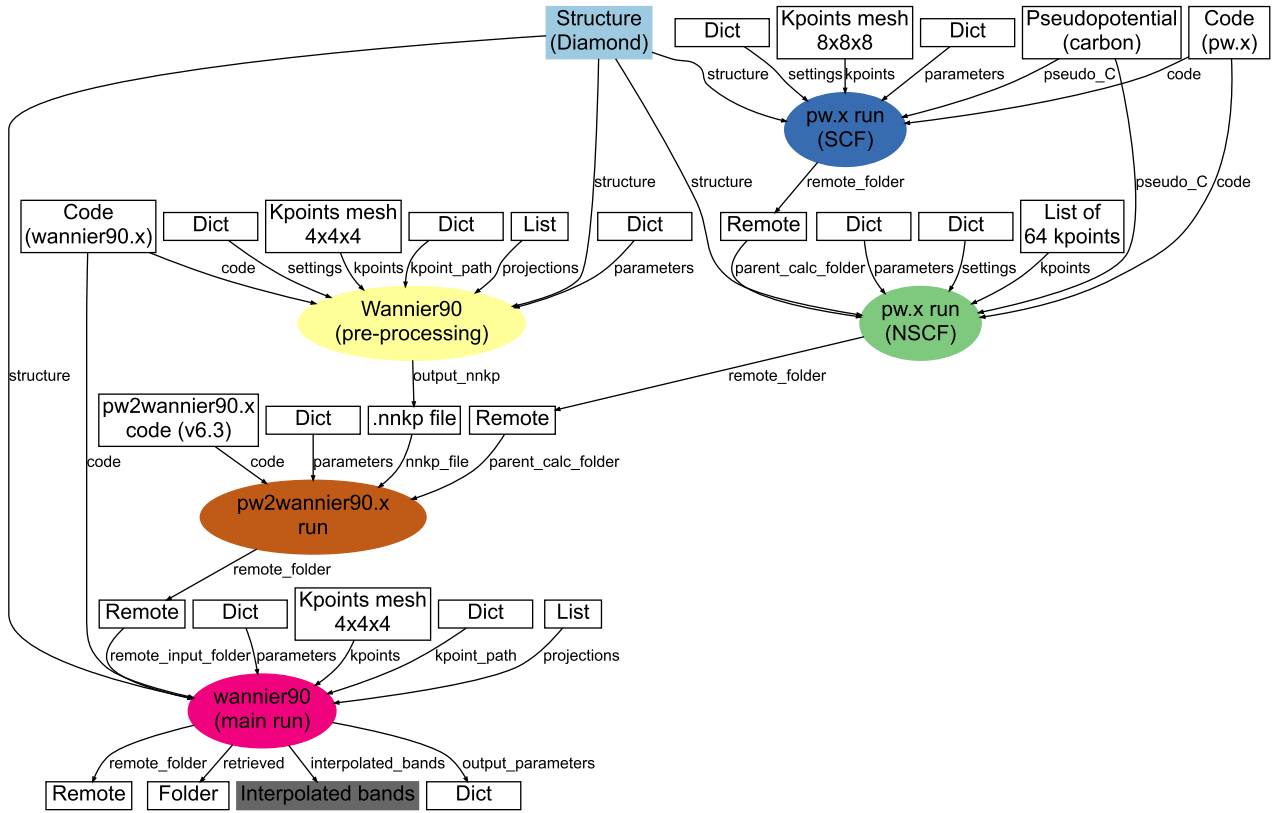 Structure
(Diamond)
Dict
Kpoints mesh
8x8x8
Dict
Pseudopotential
(carbon)
Code
(pw.x)
structure
settings
kpoints
parameters
pseudo_C
code
pw.x run
(SCF)
structure
structure
remote_folder
pseudo_C
code
Code
(wannier90.x)
Dict
Kpoints mesh
4x4x4
Dict
List
Dict
Remote
Dict
Dict
List of
64 kpoints
code
settings
kpoints
kpoint_path
projections
parameters
parent_calc_folder
parameters
settings
kpoints
Wannier90
(pre-processing)
pw.x run
(NSCF)
structure
output_nnkp
remote_folder
pw2wannier90.x
code (v6.3)
Dict
.nnkp file
Remote
code
code
parameters
nnkp_file
parent_calc_folder
pw2wannier90.x
run
remote_folder
Remote
Dict
Kpoints mesh
4x4x4
Dict
List
remote_input_folder
parameters
kpoints
kpoint_path
projections
wannier90
(main run)
remote_folder
retrieved
interpolated_bands
output_parameters
Remote
Folder
Interpolated bands
Dict